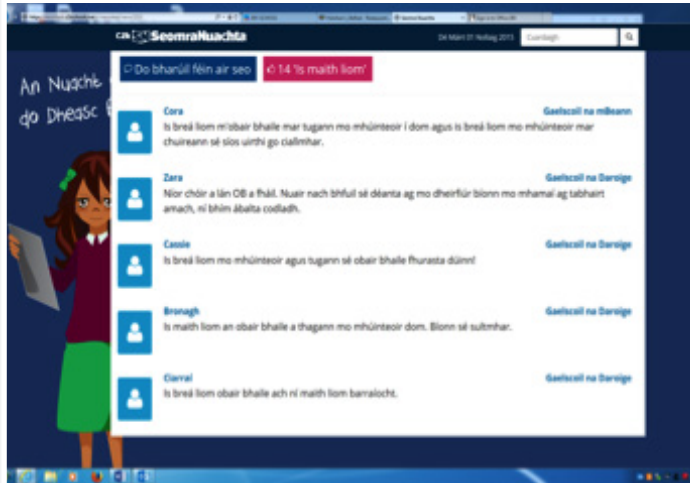 SeomraNuachta
Dé Máirt 01 Nollag 2015
Cuardaigh
An Nuacht
do Dheasc
Do bharúil féin air seo
14 'Is maith liom'
Cora
Gaelscoil na mBeann
Is breá liom m'obair bhaile mar tugann mo mhúinteoir í dom agus is breá liom mo mhúinteoir mar
chuireann sé síos uirthi go ciallmhar.
Zara
Gaelscoil na Daroige
Níor chóir a lán OB a fháil. Nuair nach bhfuil sé déanta ag mo dheirfiúr bíonn mo mhamaí ag tabhairt
amach, ní bhím ábalta codladh.
Cassie
Gaelscoil na Daroige
Is breá liom mo mhúinteoir agus tugann sé obair bhaile fhurasta dúinn!
Bronagh
Gaelscoil na Daroige
Is maith liom an obair bhaile a thagann mo mhúinteoir dom. Bíonn sé sultmhar.
Ciarraí
Gaelscoil na Daroige
Is breá liom obair bhaile ach ní maith liom barraíocht.